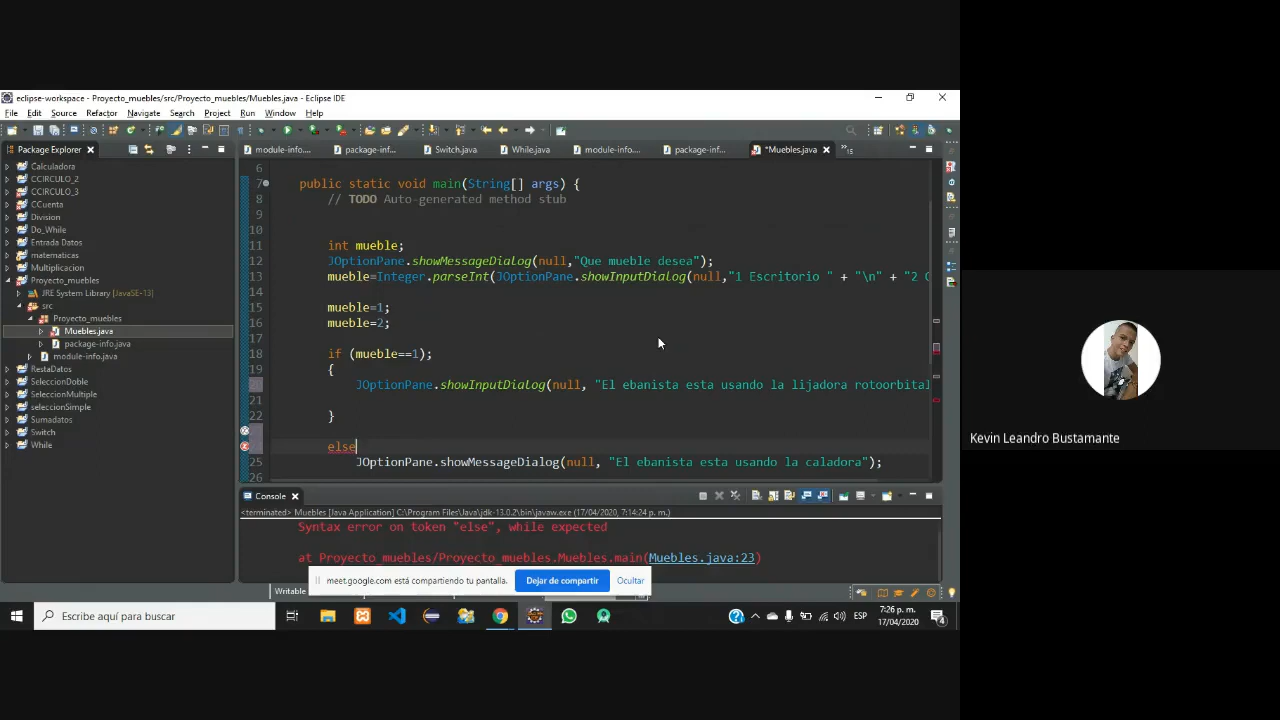 eclipse-workspace - Proyecto_muebles/src/Proyecto_muebles/Muebles.java - Eclipse IDE
File Edit Source Refactor Navigate Search Project Run Window Help
Package Explorer
module-info.... package-inf... Switch.java While.java module-info.... package-inf... *Muebles.java »15
Calculadora
CCIRCULO_2
CCIRCULO_3
CCuenta
Division
Do_While
Entrada Datos
matematicas
Multiplicacion
Proyecto_muebles
JRE System Library [JavaSE-13]
src
Proyecto_muebles
Muebles.java
package-info.java
module-info.java
RestaDatos
SeleccionDoble
SeleccionMultiple
seleccionSimple
Sumadatos
Switch
While
6
7 public static void main(String[] args) {
8 // TODO Auto-generated method stub
9
10
11 int mueble;
12 JOptionPane.showMessageDialog(null,"Que mueble desea");
13 mueble=Integer.parseInt(JOptionPane.showInputDialog(null,"1 Escritorio " + "\n" + "2 
14
15 mueble=1;
16 mueble=2;
17
18 if (mueble==1);
19 {
20 JOptionPane.showInputDialog(null, "El ebanista esta usando la lijadora rotoorbital
21
22 }
else
25 JOptionPane.showMessageDialog(null, "El ebanista esta usando la caladora");
26
Console
<terminated> Muebles [Java Application] C:\Program Files\Java\jdk-13.0.2\bin\javaw.exe (17/04/2020, 7:14:24 p. m.)
Syntax error on token "else", while expected
at Proyecto_muebles/Proyecto_muebles.Muebles.main(Muebles.java:23)
meet.google.com está compartiendo tu pantalla. Dejar de compartir Ocultar
Writable
Escribe aquí para buscar
ESP
7:26 p. m.
17/04/2020
4
Kevin Leandro Bustamante